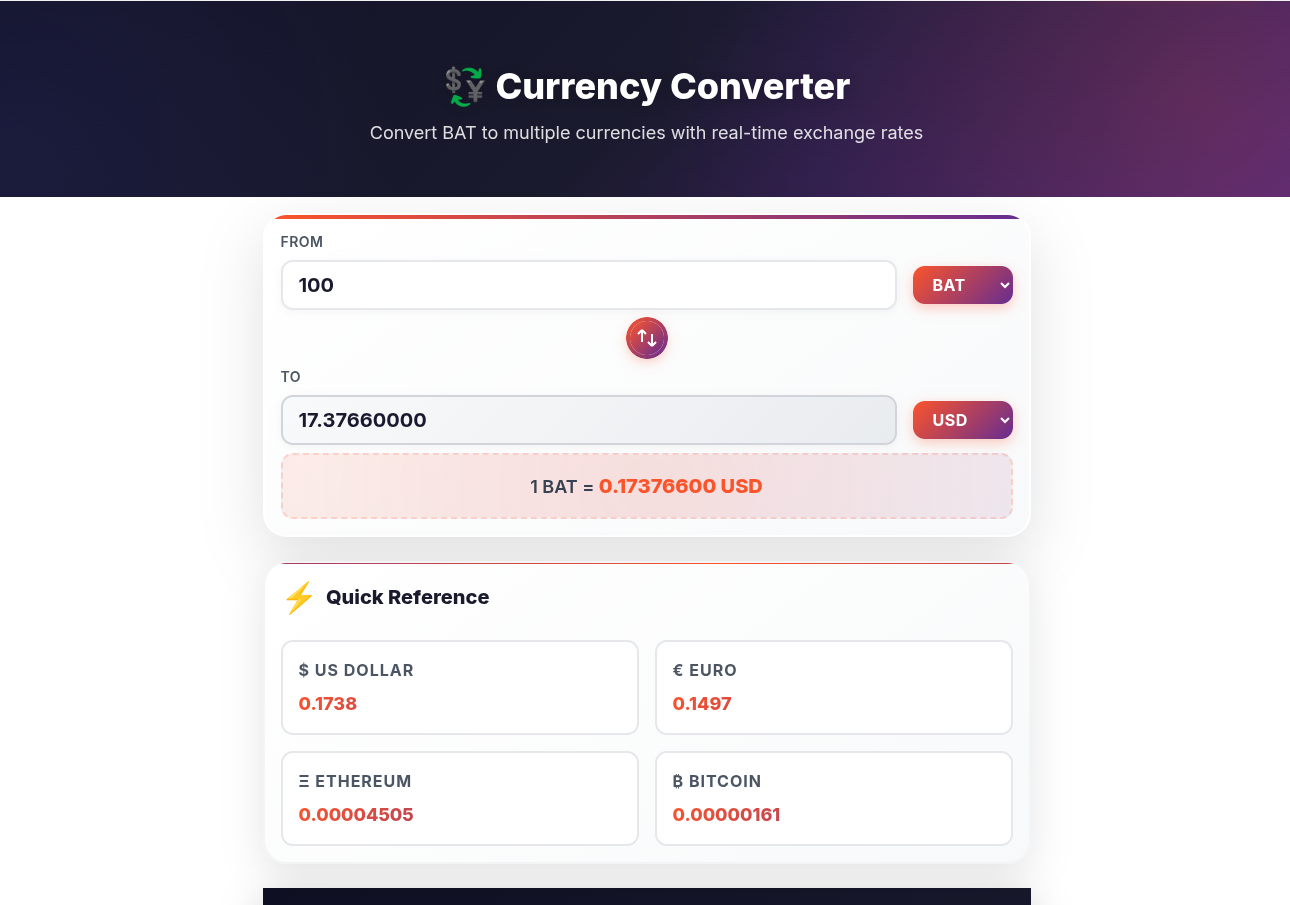 💱 Currency Converter
Convert BAT to multiple currencies with real-time exchange rates
FROM
100
BAT
TO
17.37660000
USD
1 BAT = 0.17376600 USD
⚡ Quick Reference
$ US DOLLAR
0.1738
€ EURO
0.1497
Ξ ETHEREUM
0.00004505
₿ BITCOIN
0.00000161